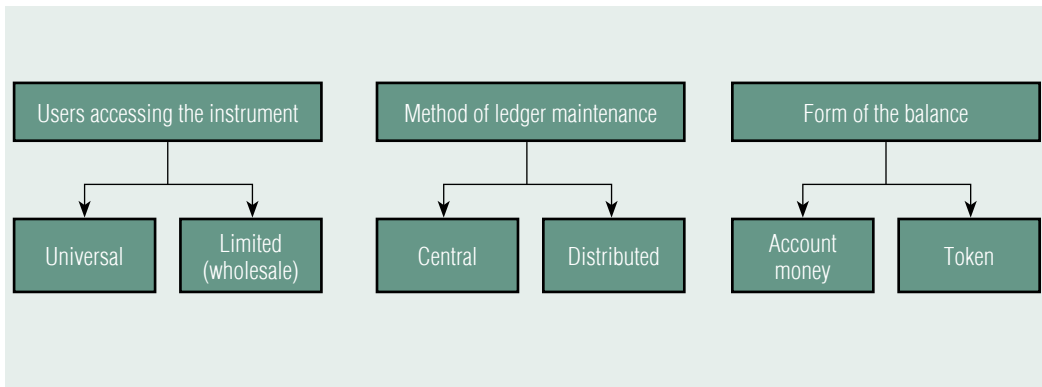 Users accessing the instrument
Method of ledger maintenance
Form of the balance
Universal
Limited
(wholesale)
Central
Distributed
Account
money
Token